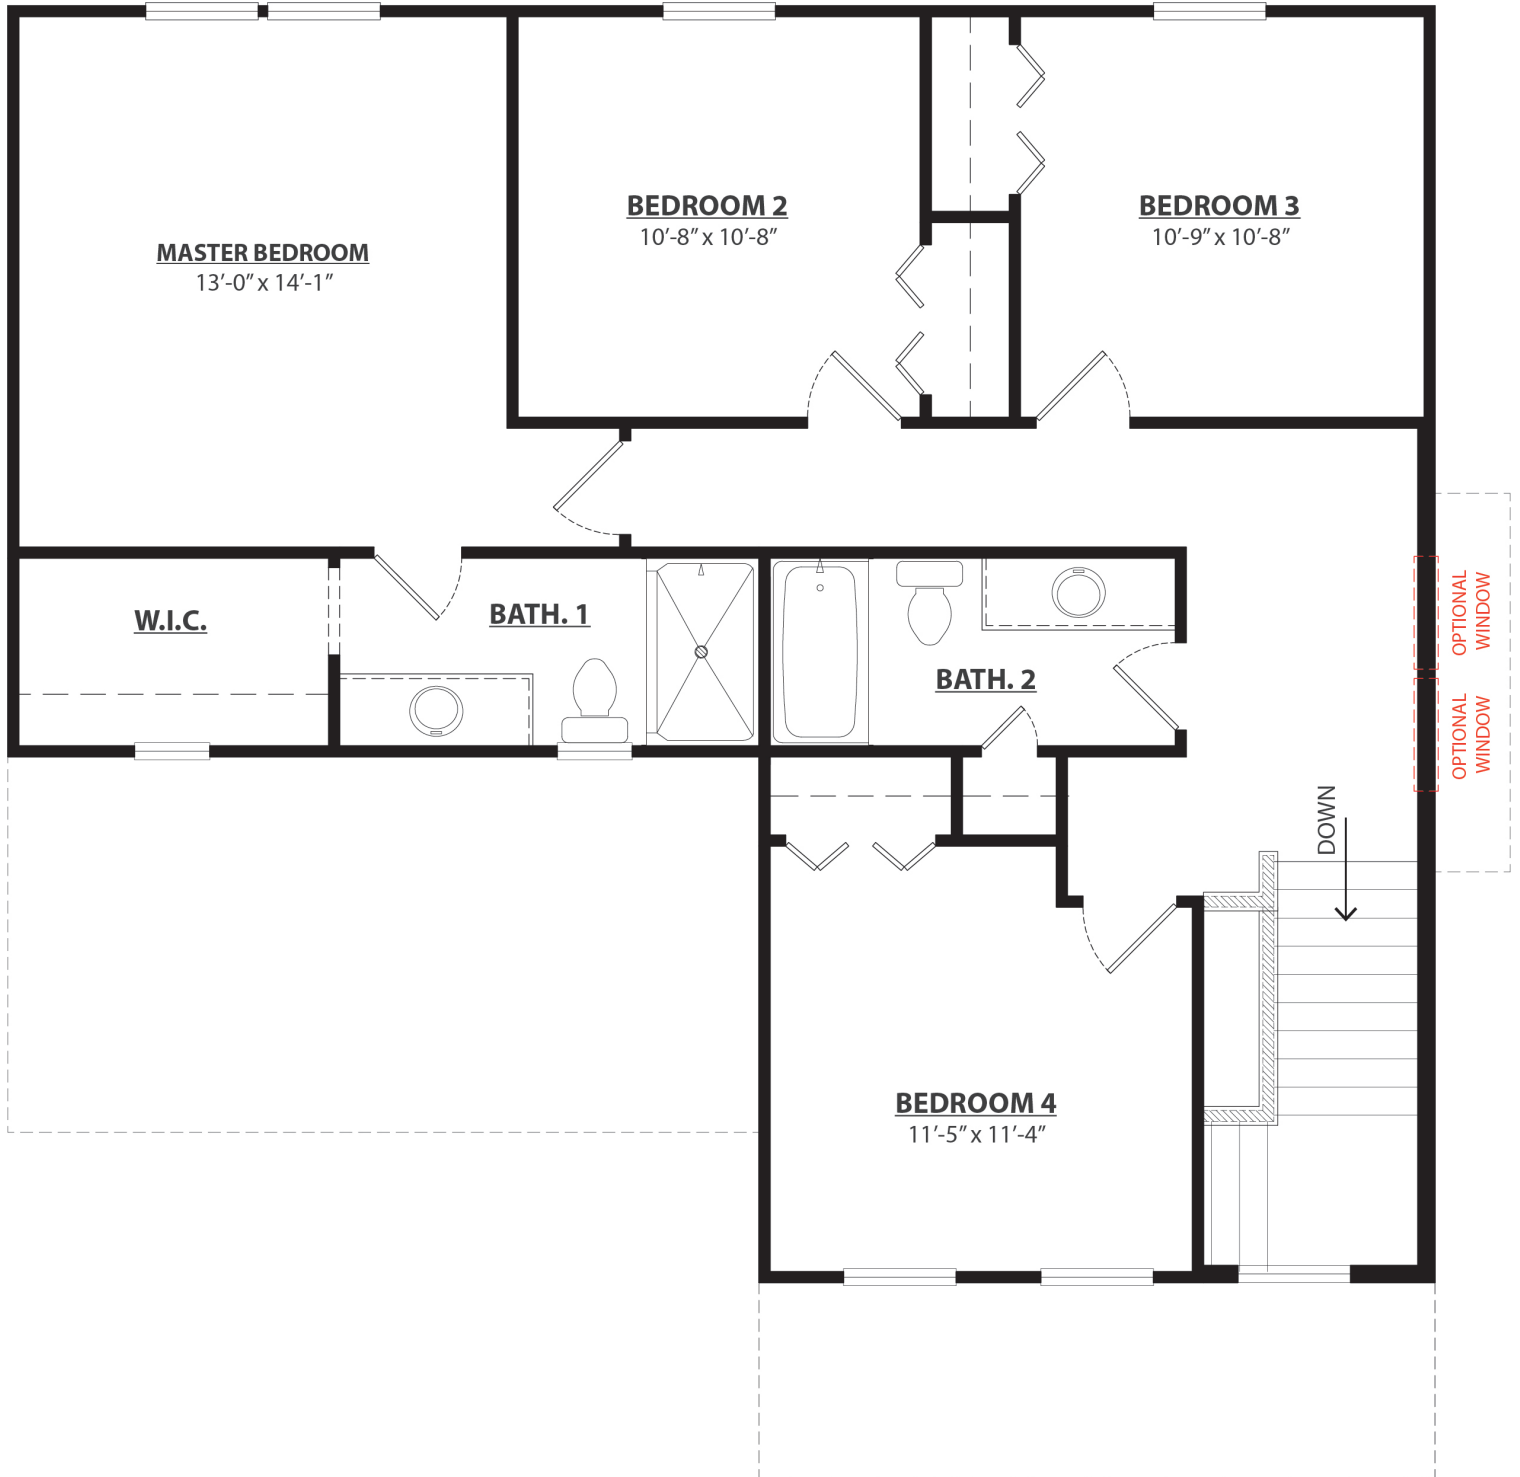 BEDROOM 2
10’-8” x 10’-8”
BEDROOM 3
10’-9” x 10’-8”
MASTER BEDROOM
13’-0” x 14’-1”
W.I.C.
BATH. 1
BATH. 2
OPTIONAL
WINDOW
OPTIONAL
WINDOW
DOWN
BEDROOM 4
11’-5” x 11’-4”